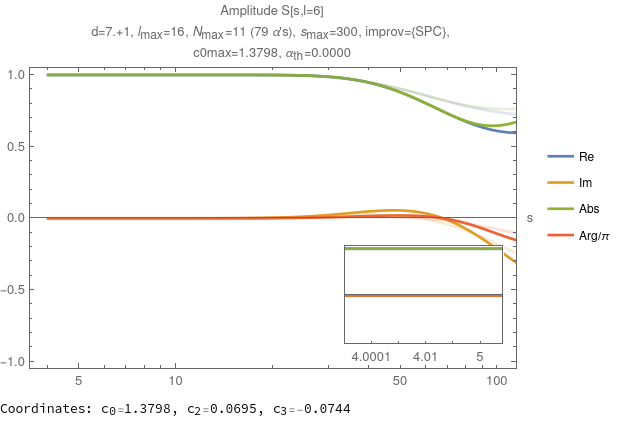 Amplitude S[s,l=6]
d=7.+1, lmax=16, Nmax=11 (79 α's), smax=300, improv={SPC},
c0max=1.3798, αth=0.0000
1.0
0.5
0.0
−0.5
−1.0
5 10 50 100
s
4.0001 4.01 5
Re
Im
Abs
Arg/π
Coordinates: c0=1.3798, c2=0.0695, c3=-0.0744